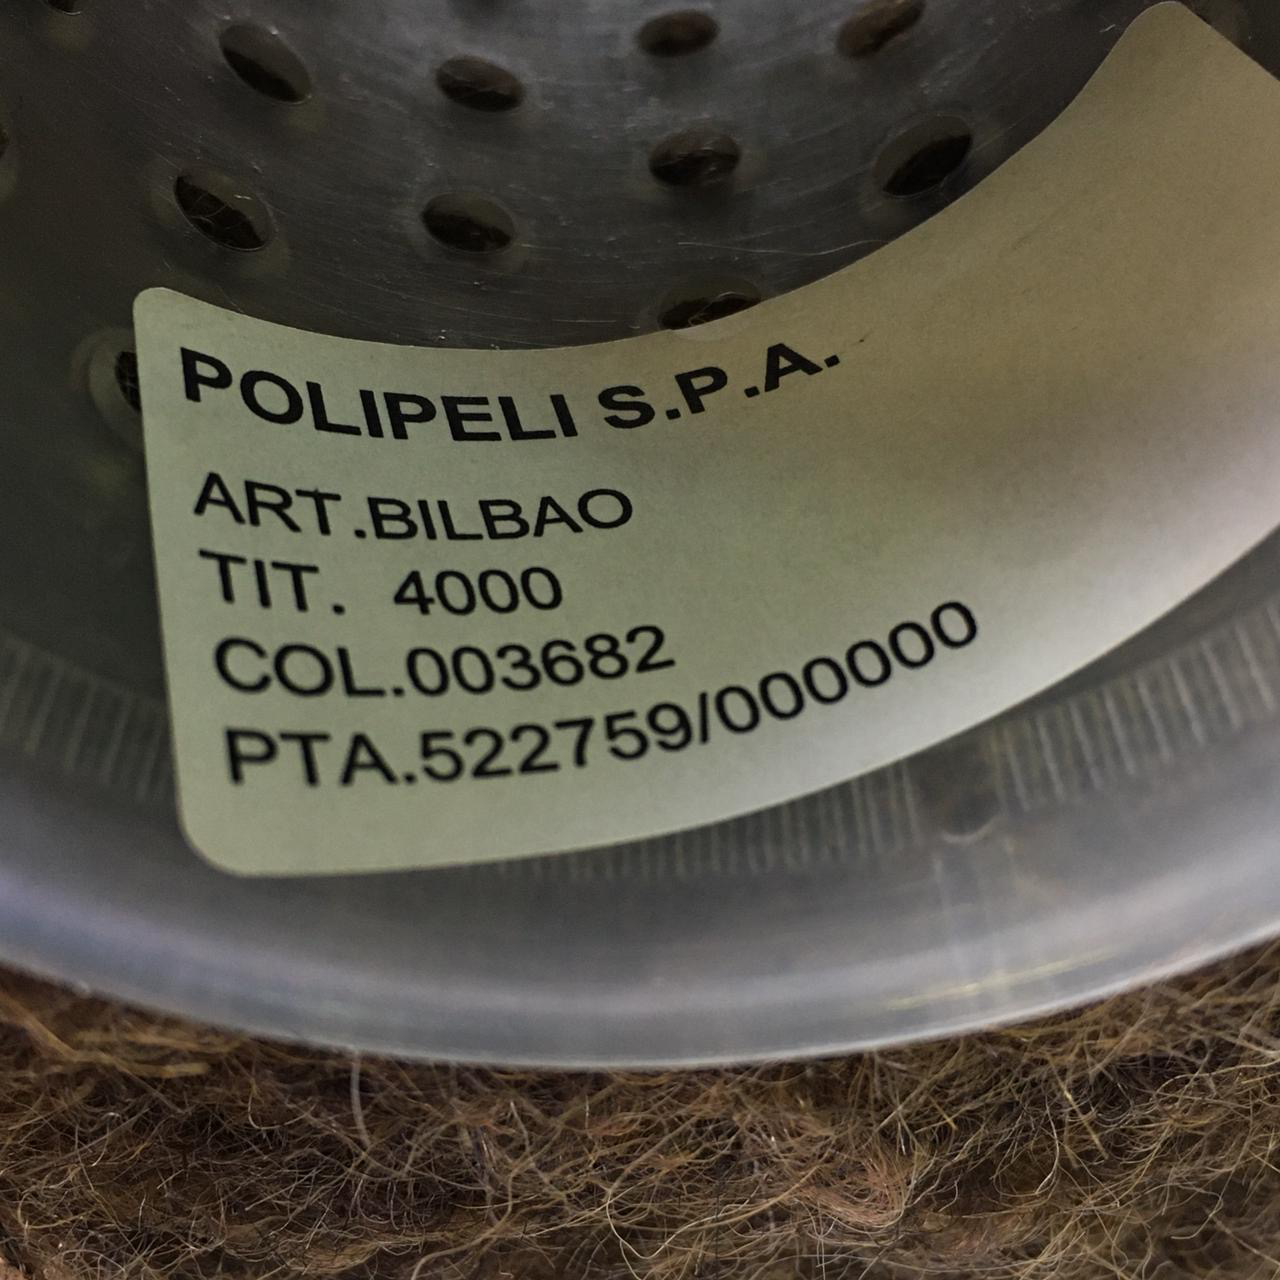 POLIPELI S.P.A.
ART.BILBAO
TIT. 4000
COL.003682
PTA.522759/000000